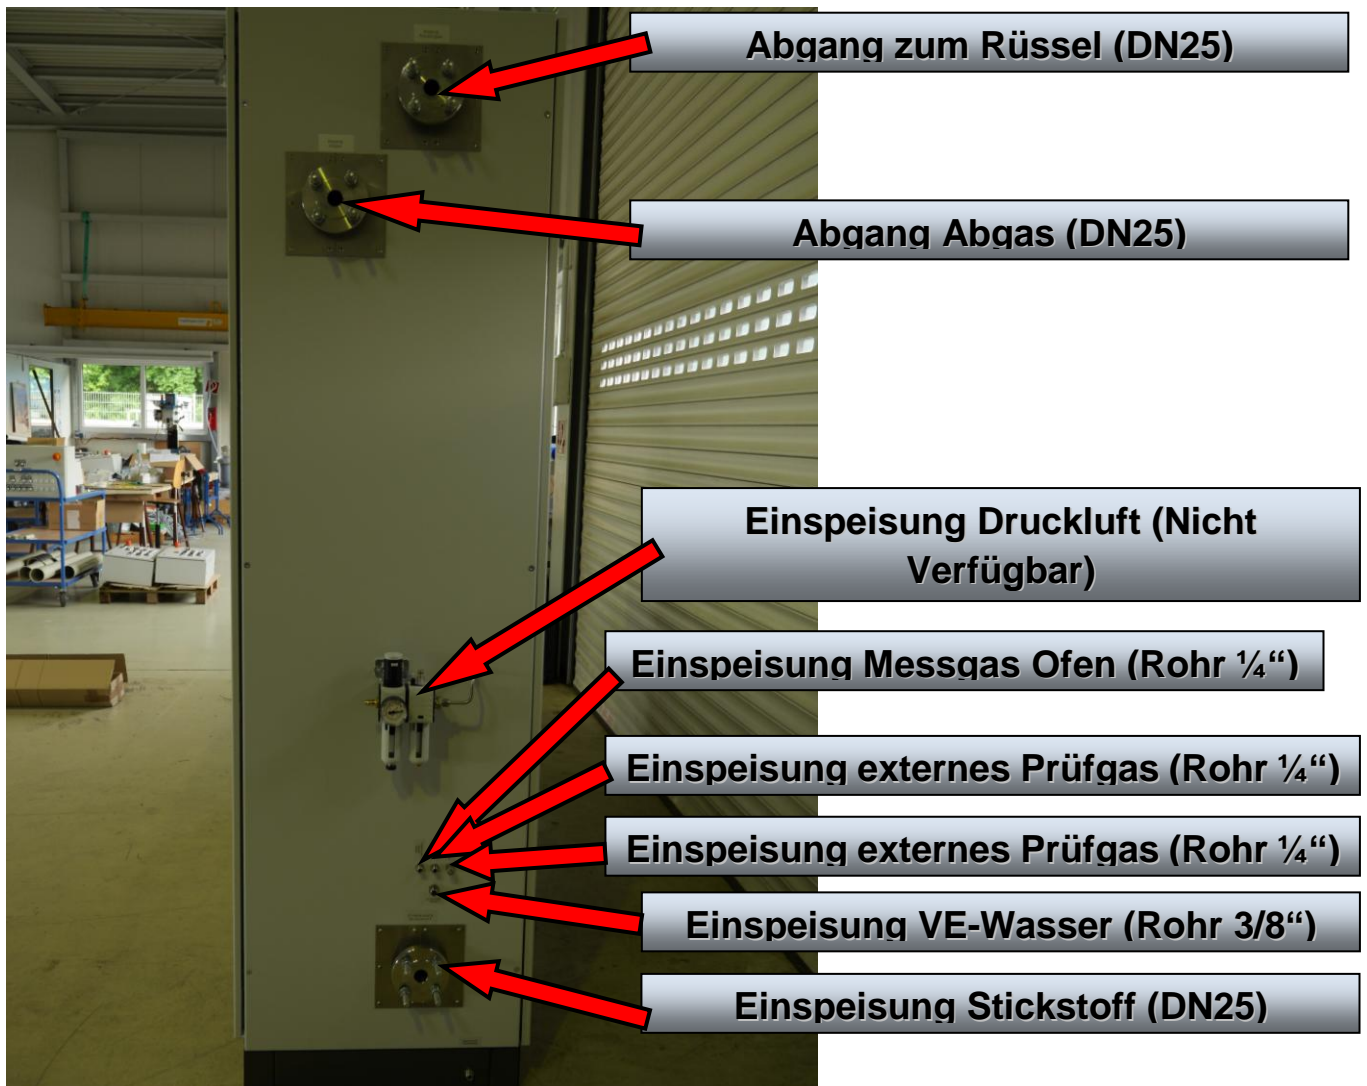 Abgang zum Rüssel (DN25)
Abgang Abgas (DN25)
Einspeisung Druckluft (Nicht
Verfügbar)
Einspeisung Messgas Ofen (Rohr ¼“)
Einspeisung externes Prüfgas (Rohr ¼“)
Einspeisung externes Prüfgas (Rohr ¼“)
Einspeisung VE-Wasser (Rohr 3/8“)
Einspeisung Stickstoff (DN25)